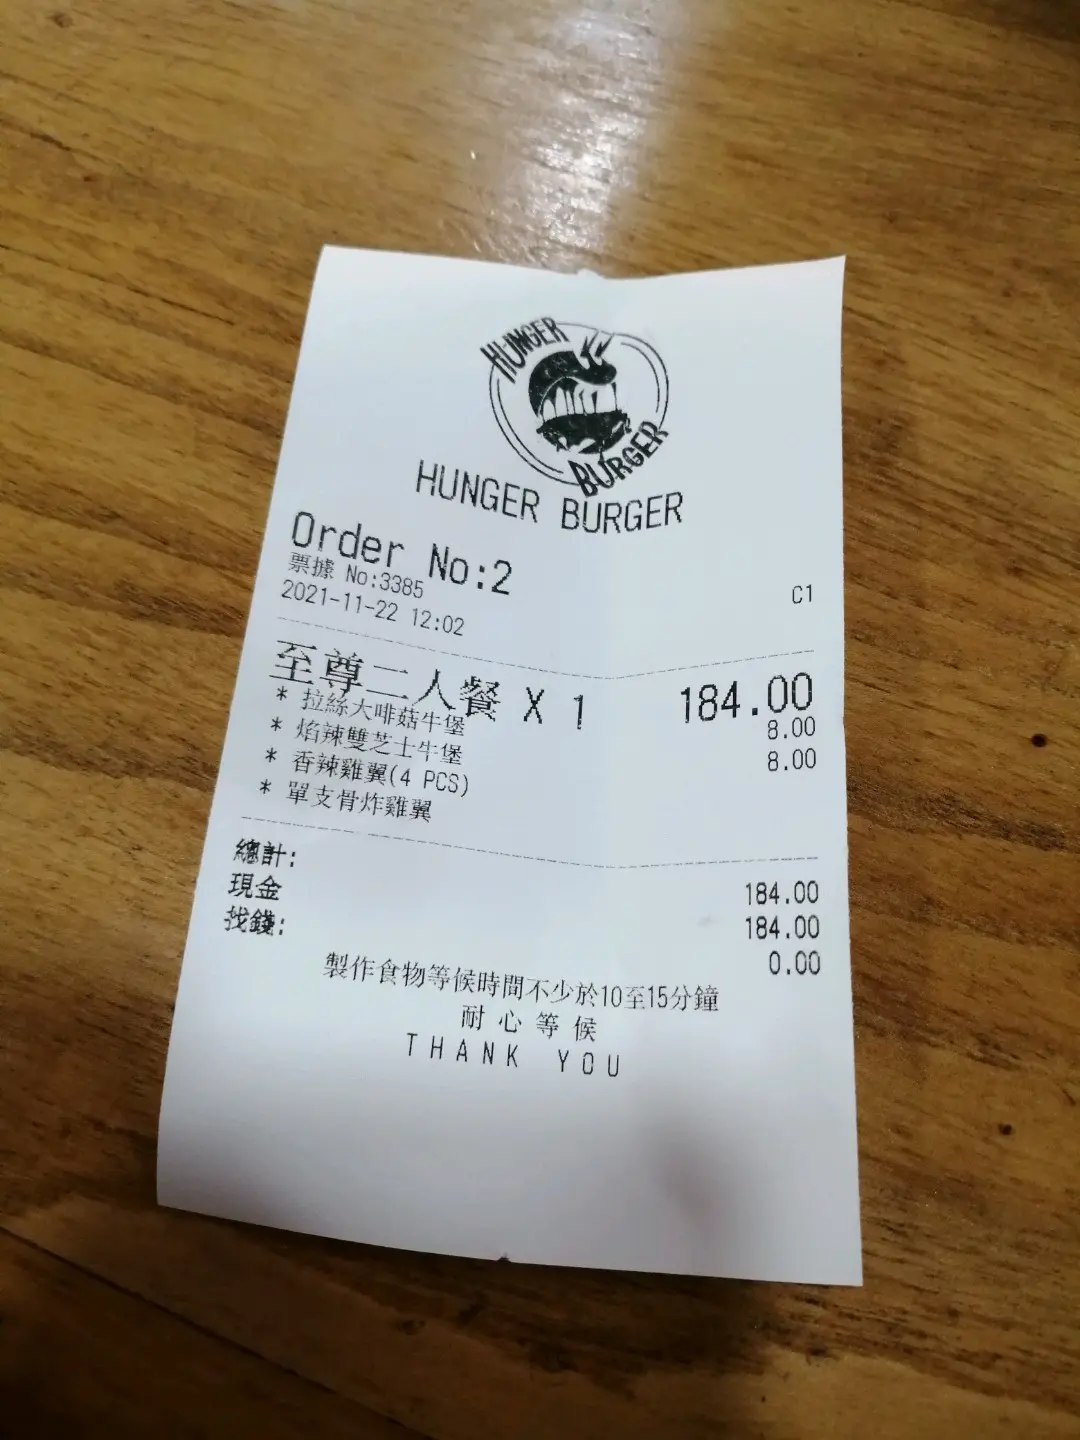 HUNGER
BURGER
HUNGER BURGER
Order No:2
票據 No:3385 C1
2021-11-22 12:02
至尊二人餐 X 1 184.00
* 拉絲大啡菇牛堡 8.00
* 焰辣雙芝士牛堡 8.00
* 香辣雞翼(4 PCS)
* 單支骨炸雞翼
總計: 184.00
現金 184.00
找錢: 0.00
製作食物等候時間不少於10至15分鐘
耐心等候
THANK YOU